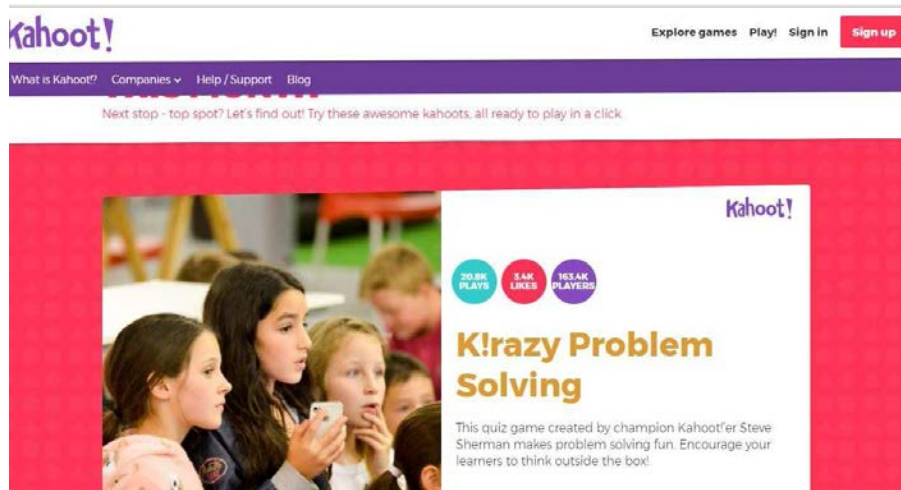 Kahoot!
Explore games Play! Sign in Sign up
What is Kahoot!? Companies Help / Support Blog
Next stop - top spot? Let's find out! Try these awesome kahoots, all ready to play in a click.
Kahoot!
20.8K PLAYS
3.4K LIKES
163.4K PLAYERS
K!razy Problem
Solving
This quiz game created by champion Kahoot!'er Steve
Sherman makes problem solving fun. Encourage your
learners to think outside the box!